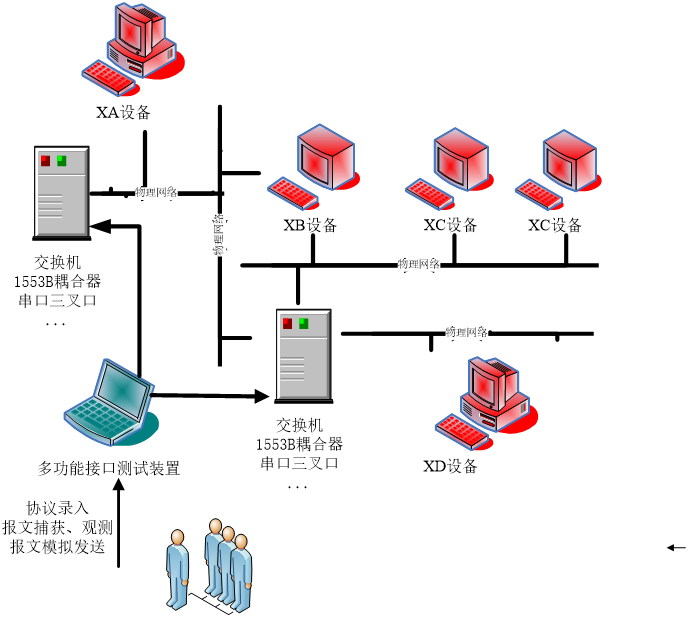 XA设备
物理网络
物理网络
XB设备
XC设备
XC设备
物理网络
交换机
1553B耦合器
串口三叉口
...
物理网络
交换机
1553B耦合器
串口三叉口
...
XD设备
多功能接口测试装置
协议录入
报文捕获、观测
报文模拟发送